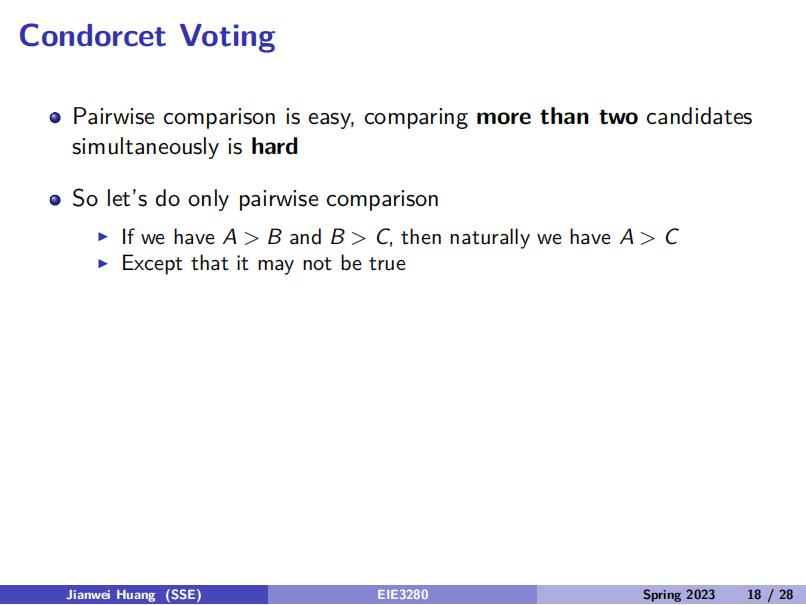 Condorcet Voting
Pairwise comparison is easy, comparing more than two candidates
simultaneously is hard
So let's do only pairwise comparison
If we have A > B and B > C, then naturally we have A > C
Except that it may not be true
Jianwei Huang (SSE) EIE3280 Spring 2023 18 / 28